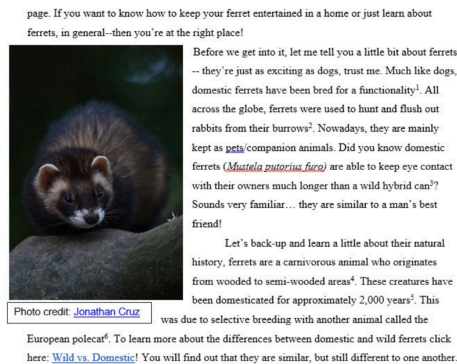 page. If you want to know how to keep your ferret entertained in a home or just learn about
ferrets, in general--then you're at the right place!
Before we get into it, let me tell you a little bit about ferrets
-- they're just as exciting as dogs, trust me. Much like dogs,
domestic ferrets have been bred for a functionality¹. All
across the globe, ferrets were used to hunt and flush out
rabbits from their burrows². Nowadays, they are mainly
kept as pets/companion animals. Did you know domestic
ferrets (Mustela putorius furo) are able to keep eye contact
with their owners much longer than a wild hybrid can³?
Sounds very familiar… they are similar to a man's best
friend!
Let's back-up and learn a little about their natural
history, ferrets are a carnivorous animal who originates
from wooded to semi-wooded areas⁴. These creatures have
been domesticated for approximately 2,000 years⁵. This
Photo credit: Jonathan Cruz
was due to selective breeding with another animal called the
European polecat⁶. To learn more about the differences between domestic and wild ferrets click
here: Wild vs. Domestic! You will find out that they are similar, but still different to one another.